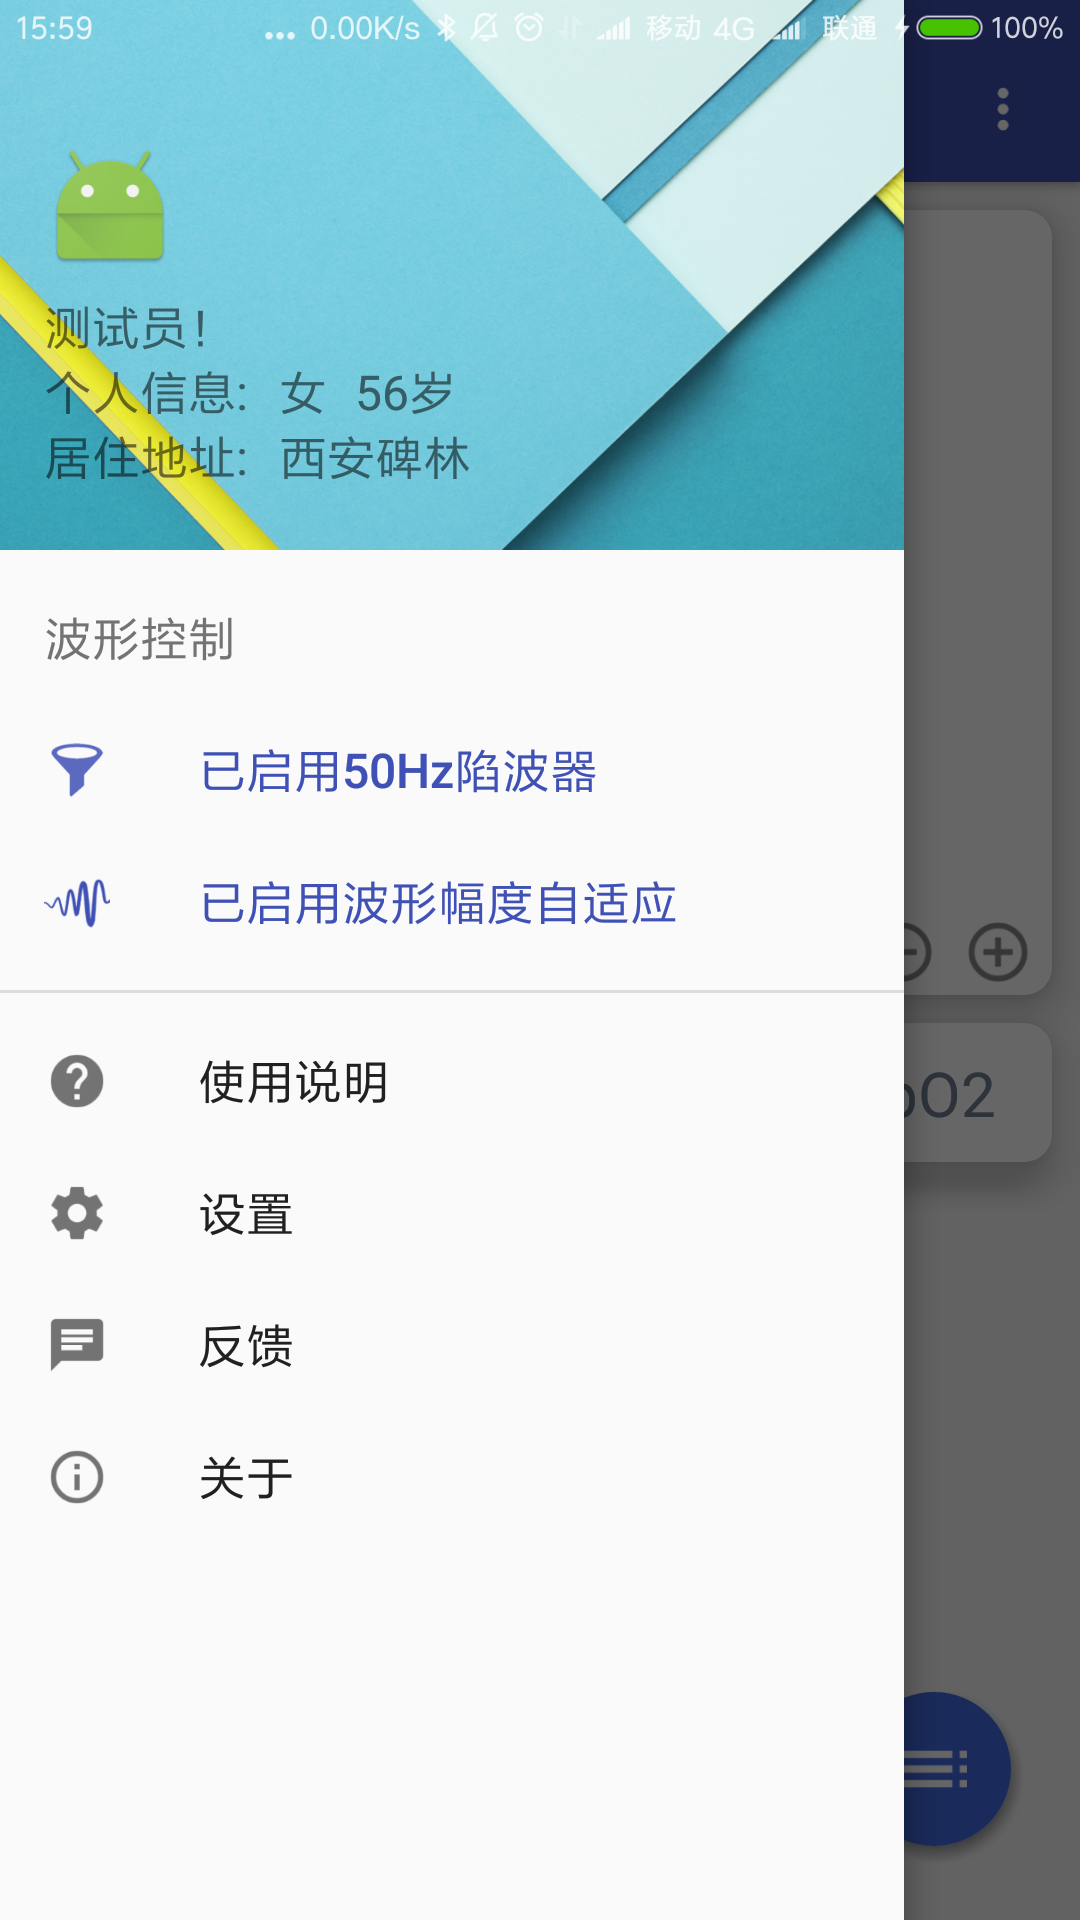 15:59 ... 0.00K/s 移动 4G 联通 100%
测试员！
个人信息: 女 56岁
居住地址: 西安碑林
波形控制
已启用50Hz陷波器
已启用波形幅度自适应
使用说明
O2
设置
反馈
关于